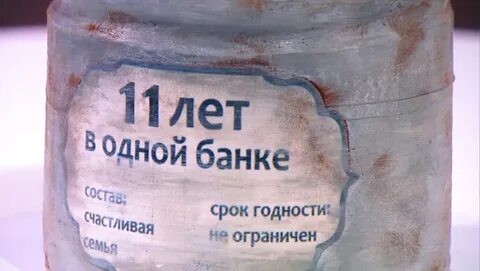 11 лет
в одной банке
состав:
счастливая
семья
срок годности:
не ограничен